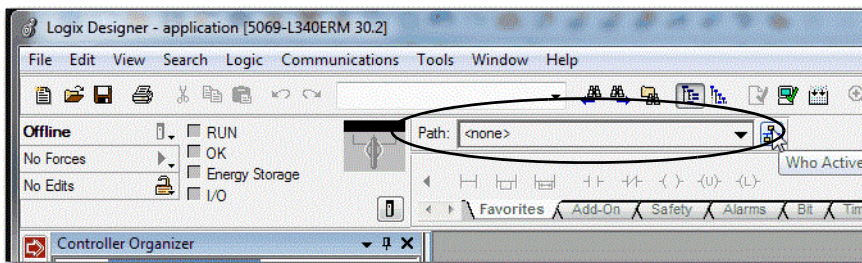 Logix Designer - application [5069-L340ERM 30.2]
File Edit View Search Logic Communications Tools Window Help
Offline
RUN
Path: <none>
No Forces
OK
Who Active
Energy Storage
No Edits
I/O
Favorites Add-On Safety Alarms Bit Tim
Controller Organizer